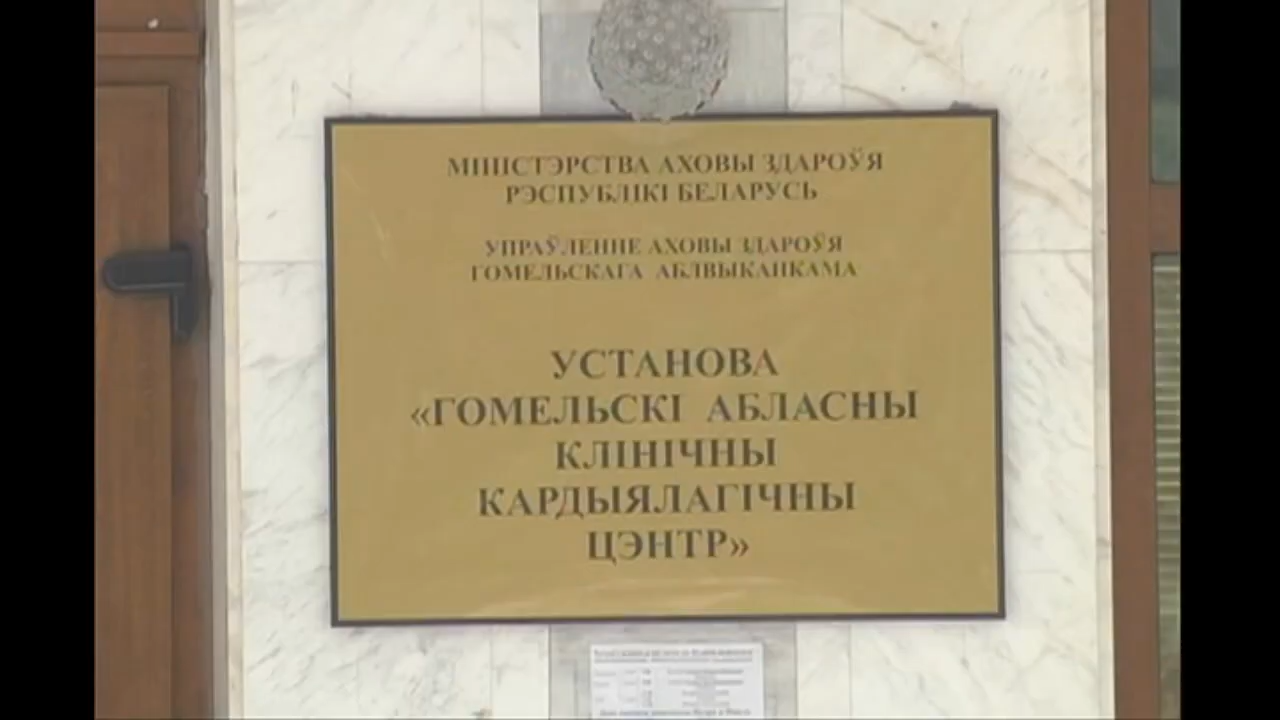 МІНІСТЭРСТВА АХОВЫ ЗДАРОЎЯ
РЭСПУБЛІКІ БЕЛАРУСЬ
УПРАЎЛЕННЕ АХОВЫ ЗДАРОЎЯ
ГОМЕЛЬСКАГА АБЛВЫКАНКАМА
УСТАНОВА
«ГОМЕЛЬСКІ АБЛАСНЫ
КЛІНІЧНЫ
КАРДЫЯЛАГІЧНЫ
ЦЭНТР»